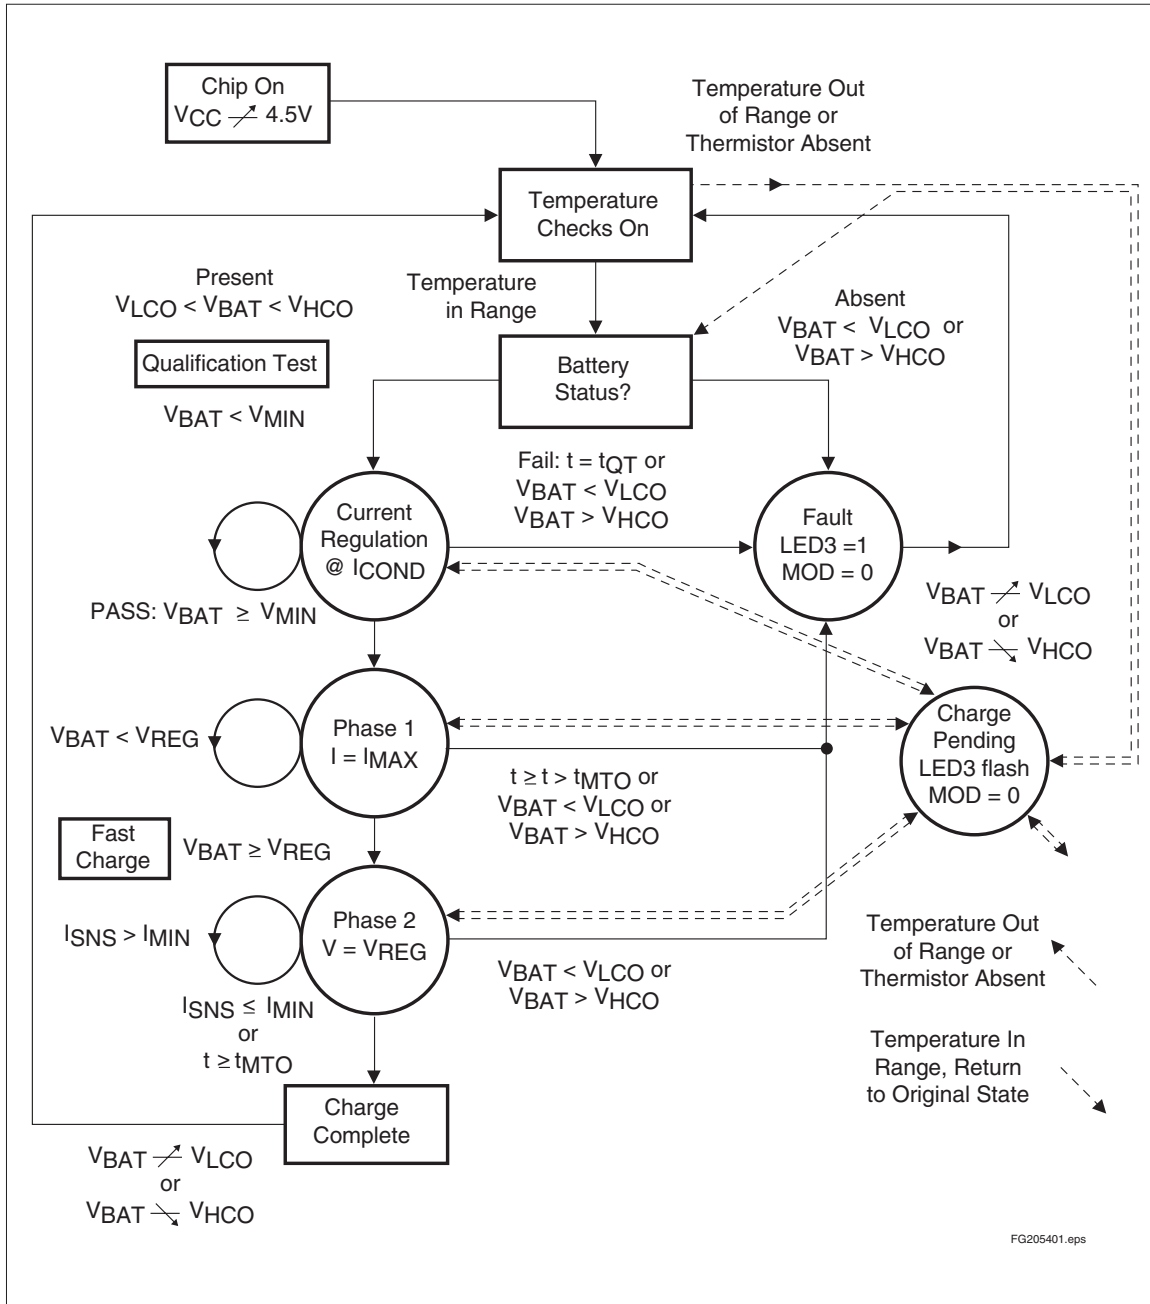 Chip On
VCC ↗ 4.5V
Temperature Out
of Range or
Thermistor Absent
Temperature
Checks On
Present
VLCO < VBAT < VHCO
Temperature
in Range
Absent
VBAT < VLCO or
VBAT > VHCO
Qualification Test
Battery
Status?
VBAT < VMIN
Fail: t = tQT or
VBAT < VLCO
VBAT > VHCO
Current
Regulation
@ ICOND
Fault
LED3 =1
MOD = 0
PASS: VBAT ≥ VMIN
VBAT ↗ VLCO
or
VBAT ↘ VHCO
VBAT < VREG
Phase 1
I = IMAX
Charge
Pending
LED3 flash
MOD = 0
t ≥ t > tMTO or
VBAT < VLCO or
VBAT > VHCO
Fast
Charge
VBAT ≥ VREG
ISNS > IMIN
Phase 2
V = VREG
VBAT < VLCO or
VBAT > VHCO
Temperature Out
of Range or
Thermistor Absent
ISNS ≤ IMIN
or
t ≥ tMTO
Temperature In
Range, Return
to Original State
Charge
Complete
VBAT ↗ VLCO
or
VBAT ↘ VHCO
FG205401.eps